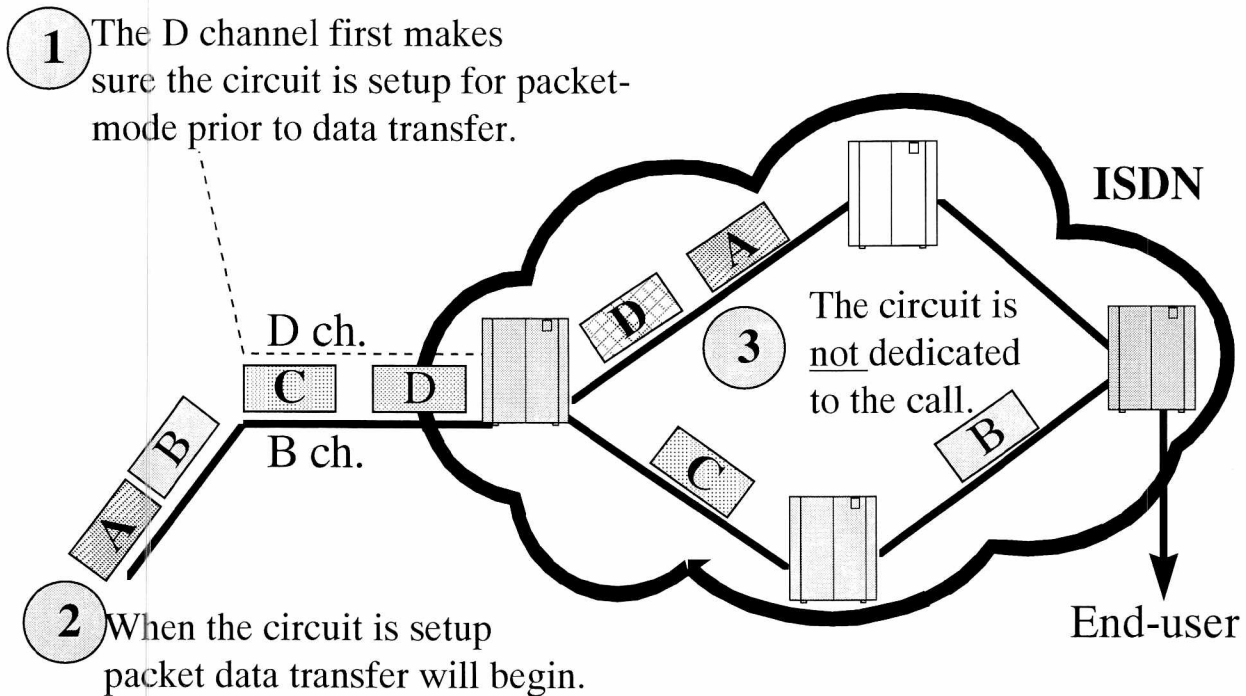 1
The D channel first makes
sure the circuit is setup for packet-
mode prior to data transfer.
ISDN
A
D
3
The circuit is
not dedicated
to the call.
D ch.
C
D
B ch.
B
A
B
C
End-user
2
When the circuit is setup
packet data transfer will begin.